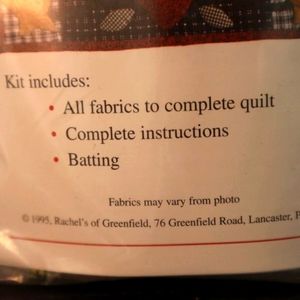 Kit includes:
• All fabrics to complete quilt
• Complete instructions
• Batting
Fabrics may vary from photo
© 1995, Rachel's of Greenfield, 76 Greenfield Road, Lancaster,